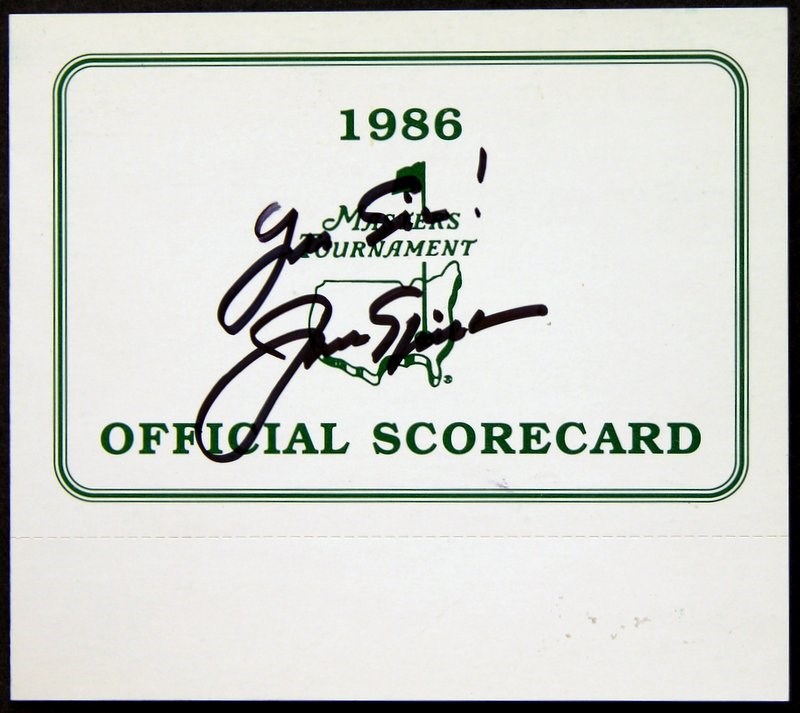 1986
Yes Sir!
MASTERS
TOURNAMENT
®
OFFICIAL SCORECARD